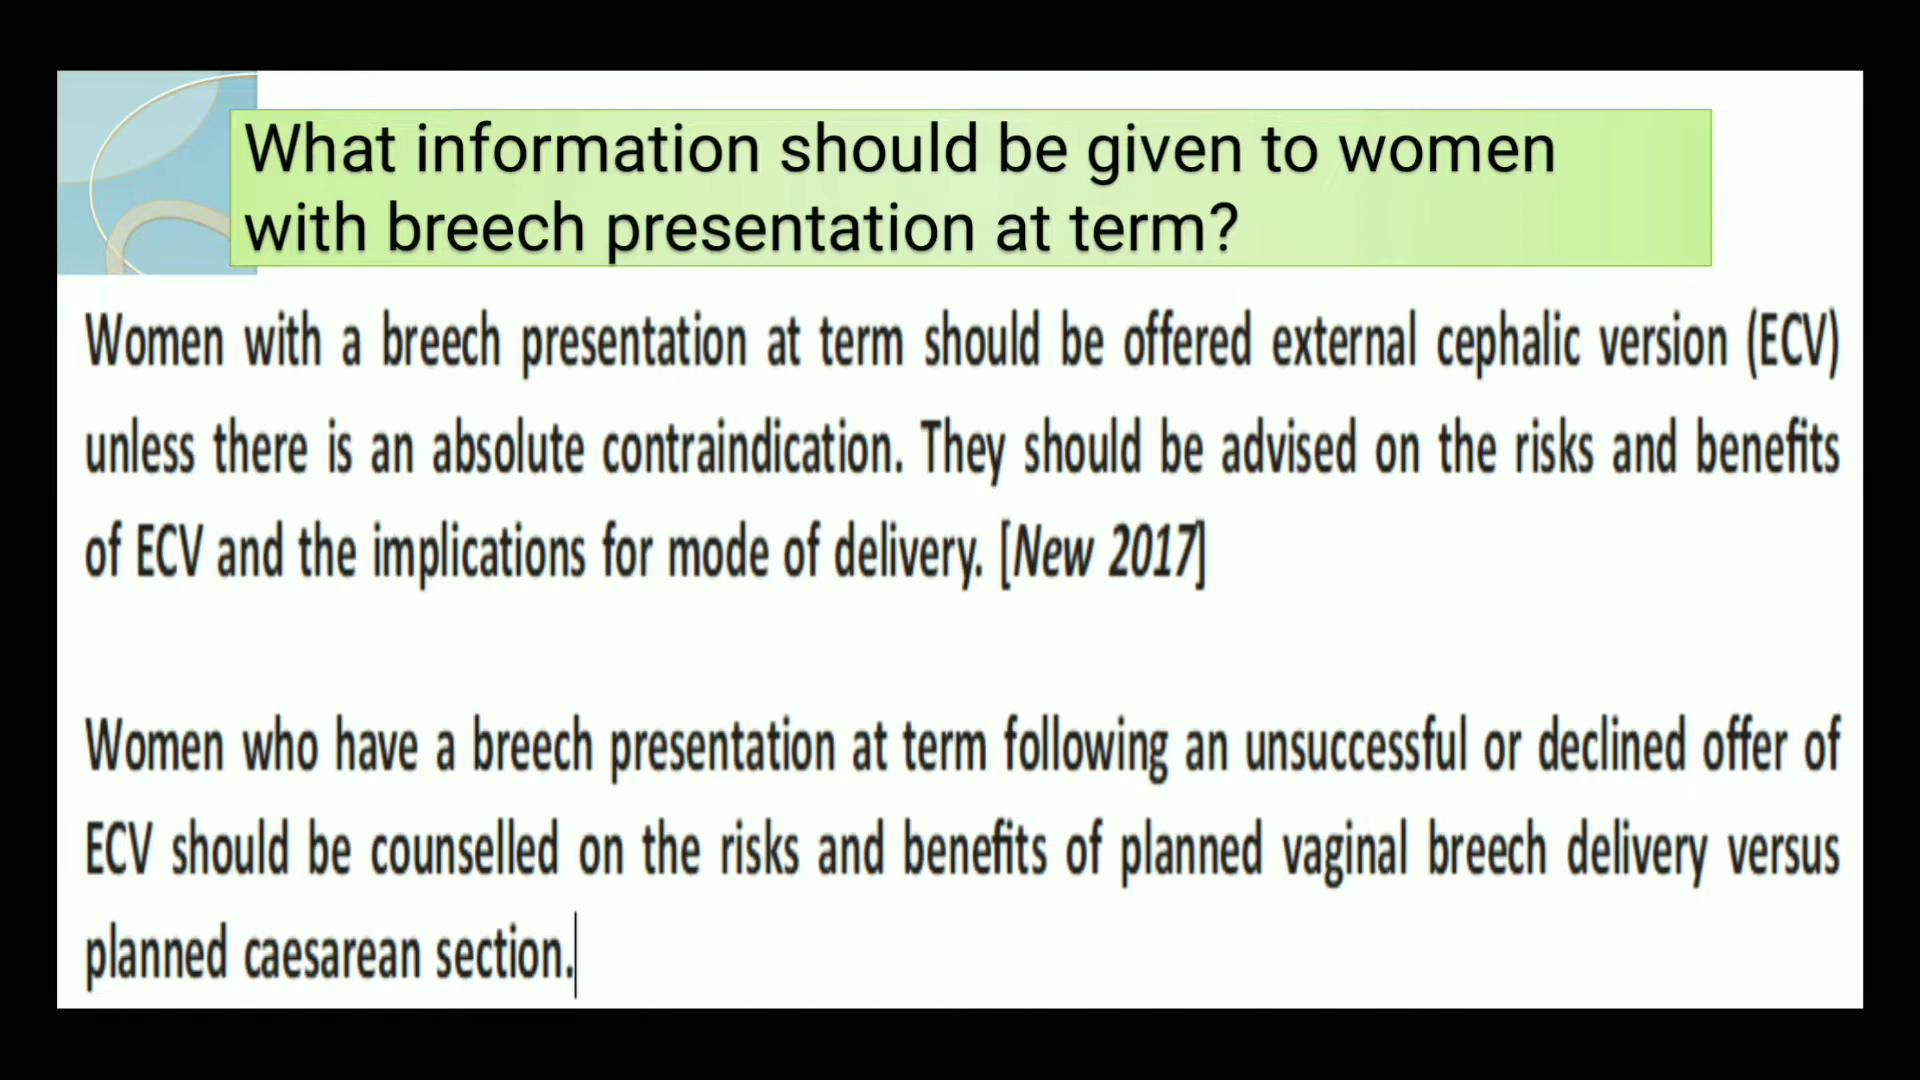 What information should be given to women
with breech presentation at term?
Women with a breech presentation at term should be offered external cephalic version (ECV)
unless there is an absolute contraindication. They should be advised on the risks and benefits
of ECV and the implications for mode of delivery. [New 2017]
Women who have a breech presentation at term following an unsuccessful or declined offer of
ECV should be counselled on the risks and benefits of planned vaginal breech delivery versus
planned caesarean section.